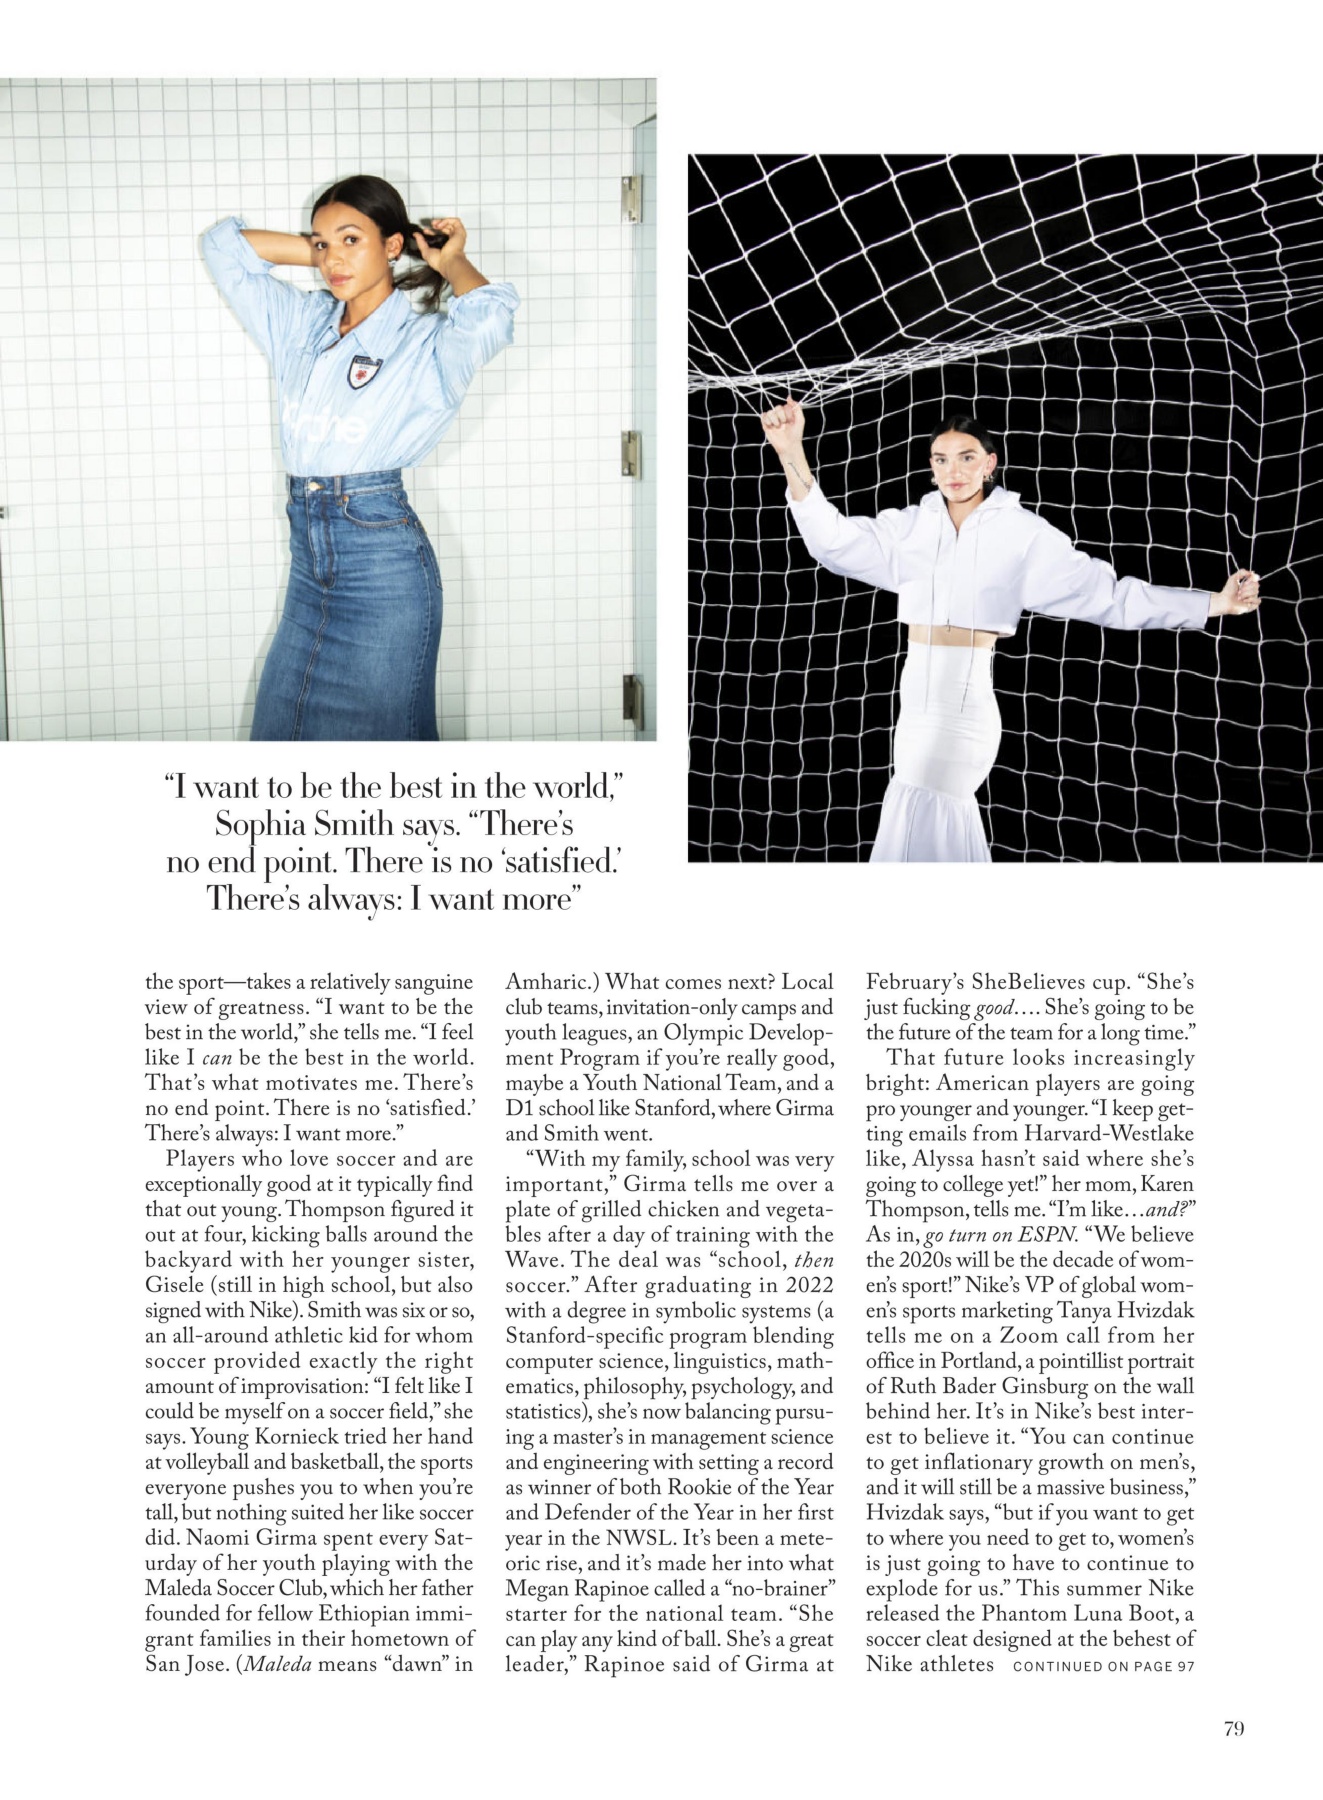 “I want to be the best in the world,”
Sophia Smith says. “There’s
no end point. There is no ‘satisfied.’
There’s always: I want more”
the sport—takes a relatively sanguine
view of greatness. “I want to be the
best in the world,” she tells me. “I feel
like I can be the best in the world.
That’s what motivates me. There’s
no end point. There is no ‘satisfied.’
There’s always: I want more.”
Players who love soccer and are
exceptionally good at it typically find
that out young. Thompson figured it
out at four, kicking balls around the
backyard with her younger sister,
Gisele (still in high school, but also
signed with Nike). Smith was six or so,
an all-around athletic kid for whom
soccer provided exactly the right
amount of improvisation: “I felt like I
could be myself on a soccer field,” she
says. Young Kornieck tried her hand
at volleyball and basketball, the sports
everyone pushes you to when you’re
tall, but nothing suited her like soccer
did. Naomi Girma spent every Sat-
urday of her youth playing with the
Maleda Soccer Club, which her father
founded for fellow Ethiopian immi-
grant families in their hometown of
San Jose. (Maleda means “dawn” in
Amharic.) What comes next? Local
club teams, invitation-only camps and
youth leagues, an Olympic Develop-
ment Program if you’re really good,
maybe a Youth National Team, and a
D1 school like Stanford, where Girma
and Smith went.
“With my family, school was very
important,” Girma tells me over a
plate of grilled chicken and vegeta-
bles after a day of training with the
Wave. The deal was “school, then
soccer.” After graduating in 2022
with a degree in symbolic systems (a
Stanford-specific program blending
computer science, linguistics, math-
ematics, philosophy, psychology, and
statistics), she’s now balancing pursu-
ing a master’s in management science
and engineering with setting a record
as winner of both Rookie of the Year
and Defender of the Year in her first
year in the NWSL. It’s been a mete-
oric rise, and it’s made her into what
Megan Rapinoe called a “no-brainer”
starter for the national team. “She
can play any kind of ball. She’s a great
leader,” Rapinoe said of Girma at
February’s SheBelieves cup. “She’s
just fucking good…. She’s going to be
the future of the team for a long time.”
That future looks increasingly
bright: American players are going
pro younger and younger. “I keep get-
ting emails from Harvard-Westlake
like, Alyssa hasn’t said where she’s
going to college yet!” her mom, Karen
Thompson, tells me. “I’m like…and?”
As in, go turn on ESPN. “We believe
the 2020s will be the decade of wom-
en’s sport!” Nike’s VP of global wom-
en’s sports marketing Tanya Hvizdak
tells me on a Zoom call from her
office in Portland, a pointillist portrait
of Ruth Bader Ginsburg on the wall
behind her. It’s in Nike’s best inter-
est to believe it. “You can continue
to get inflationary growth on men’s,
and it will still be a massive business,”
Hvizdak says, “but if you want to get
to where you need to get to, women’s
is just going to have to continue to
explode for us.” This summer Nike
released the Phantom Luna Boot, a
soccer cleat designed at the behest of
Nike athletes CONTINUED ON PAGE 97
79